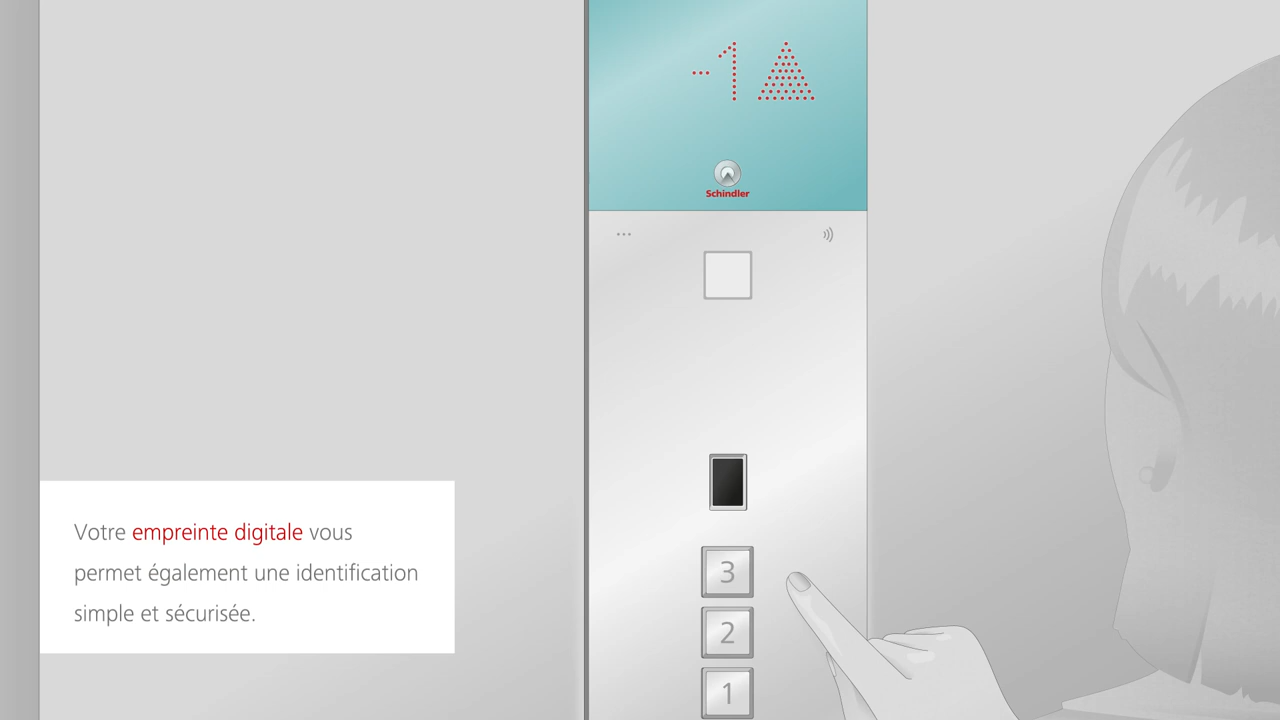 -1
Schindler
Votre empreinte digitale vous
permet également une identification
simple et sécurisée.
3
2
1